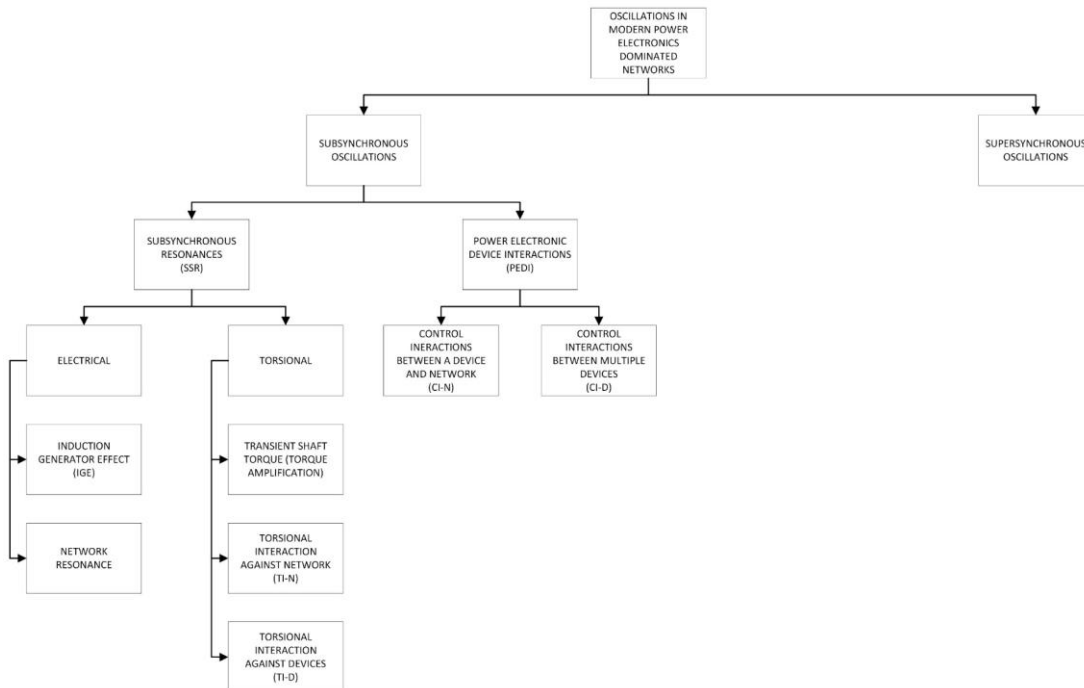 OSCILLATIONS IN
MODERN POWER
ELECTRONICS
DOMINATED
NETWORKS
SUBSYNCHRONOUS
OSCILLATIONS
SUPERSYNCHRONOUS
OSCILLATIONS
SUBSYNCHRONOUS
RESONANCES
(SSR)
POWER ELECTRONIC
DEVICE INTERACTIONS
(PEDI)
ELECTRICAL
TORSIONAL
CONTROL
INERACTIONS
BETWEEN A DEVICE
AND NETWORK
(CI-N)
CONTROL
INTERACTIONS
BETWEEN MULTIPLE
DEVICES
(CI-D)
INDUCTION
GENERATOR EFFECT
(IGE)
TRANSIENT SHAFT
TORQUE (TORQUE
AMPLIFICATION)
NETWORK
RESONANCE
TORSIONAL
INTERACTION
AGAINST NETWORK
(TI-N)
TORSIONAL
INTERACTION
AGAINST DEVICES
(TI-D)